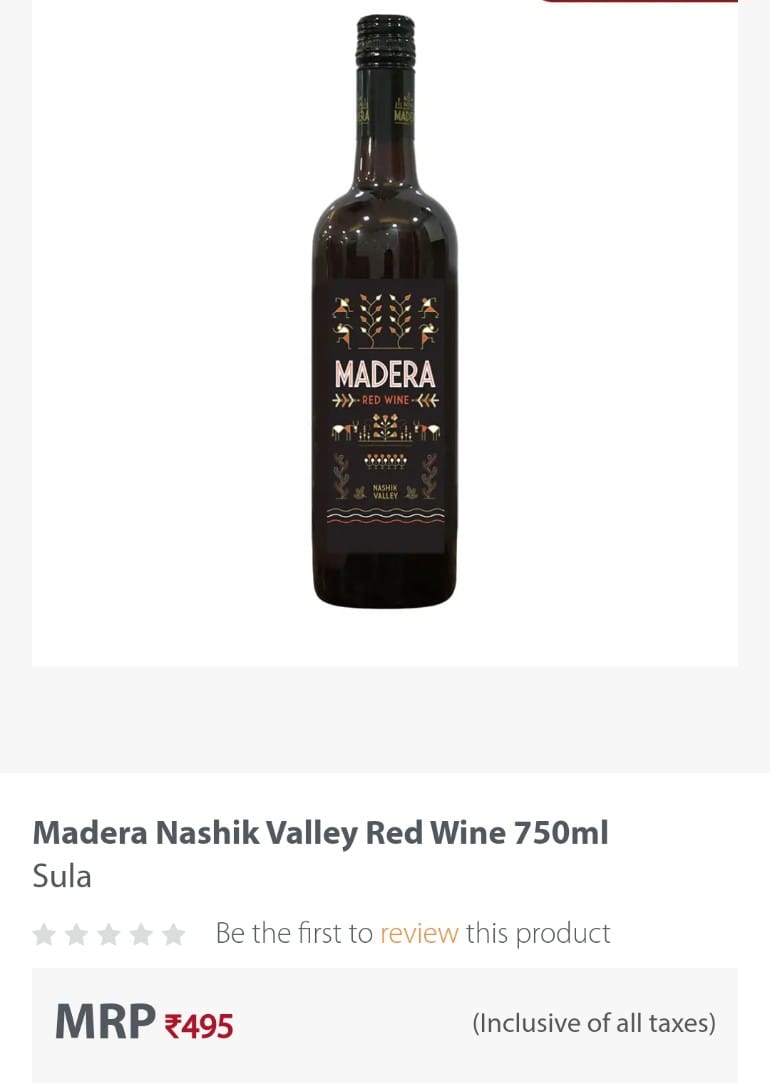 MADERA
RED WINE
NASHIK
VALLEY
Madera Nashik Valley Red Wine 750ml
Sula
Be the first to review this product
MRP ₹495 (Inclusive of all taxes)